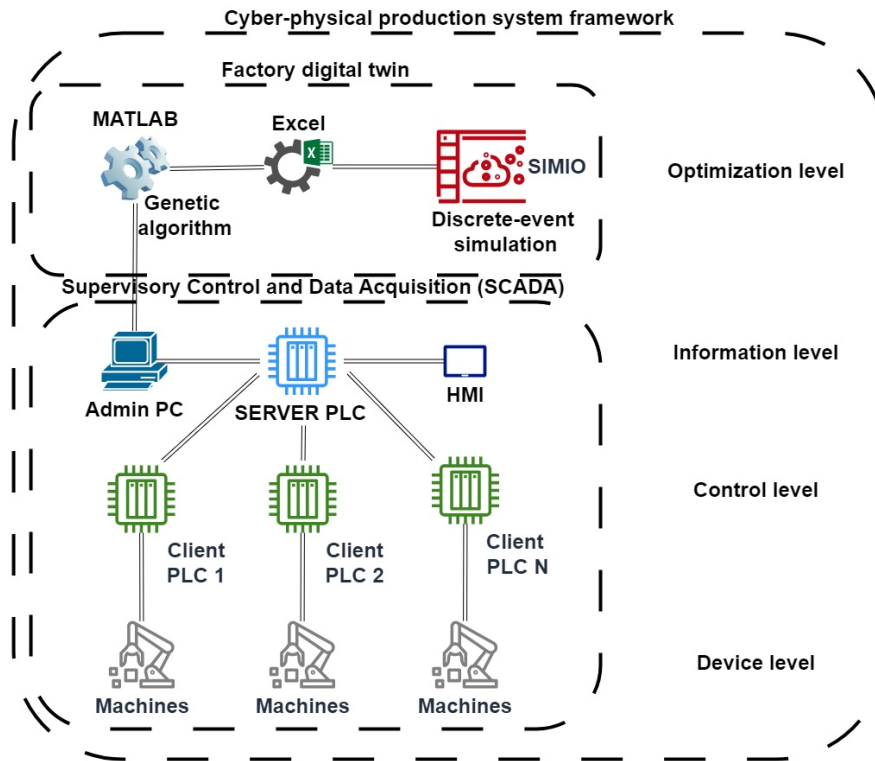 Cyber-physical production system framework
Factory digital twin
MATLAB
Excel
X
SIMIO
Optimization level
Genetic
algorithm
Discrete-event
simulation
Supervisory Control and Data Acquisition (SCADA)
Information level
Admin PC
SERVER PLC
HMI
Control level
Client
PLC 1
Client
PLC 2
Client
PLC N
Device level
Machines
Machines
Machines